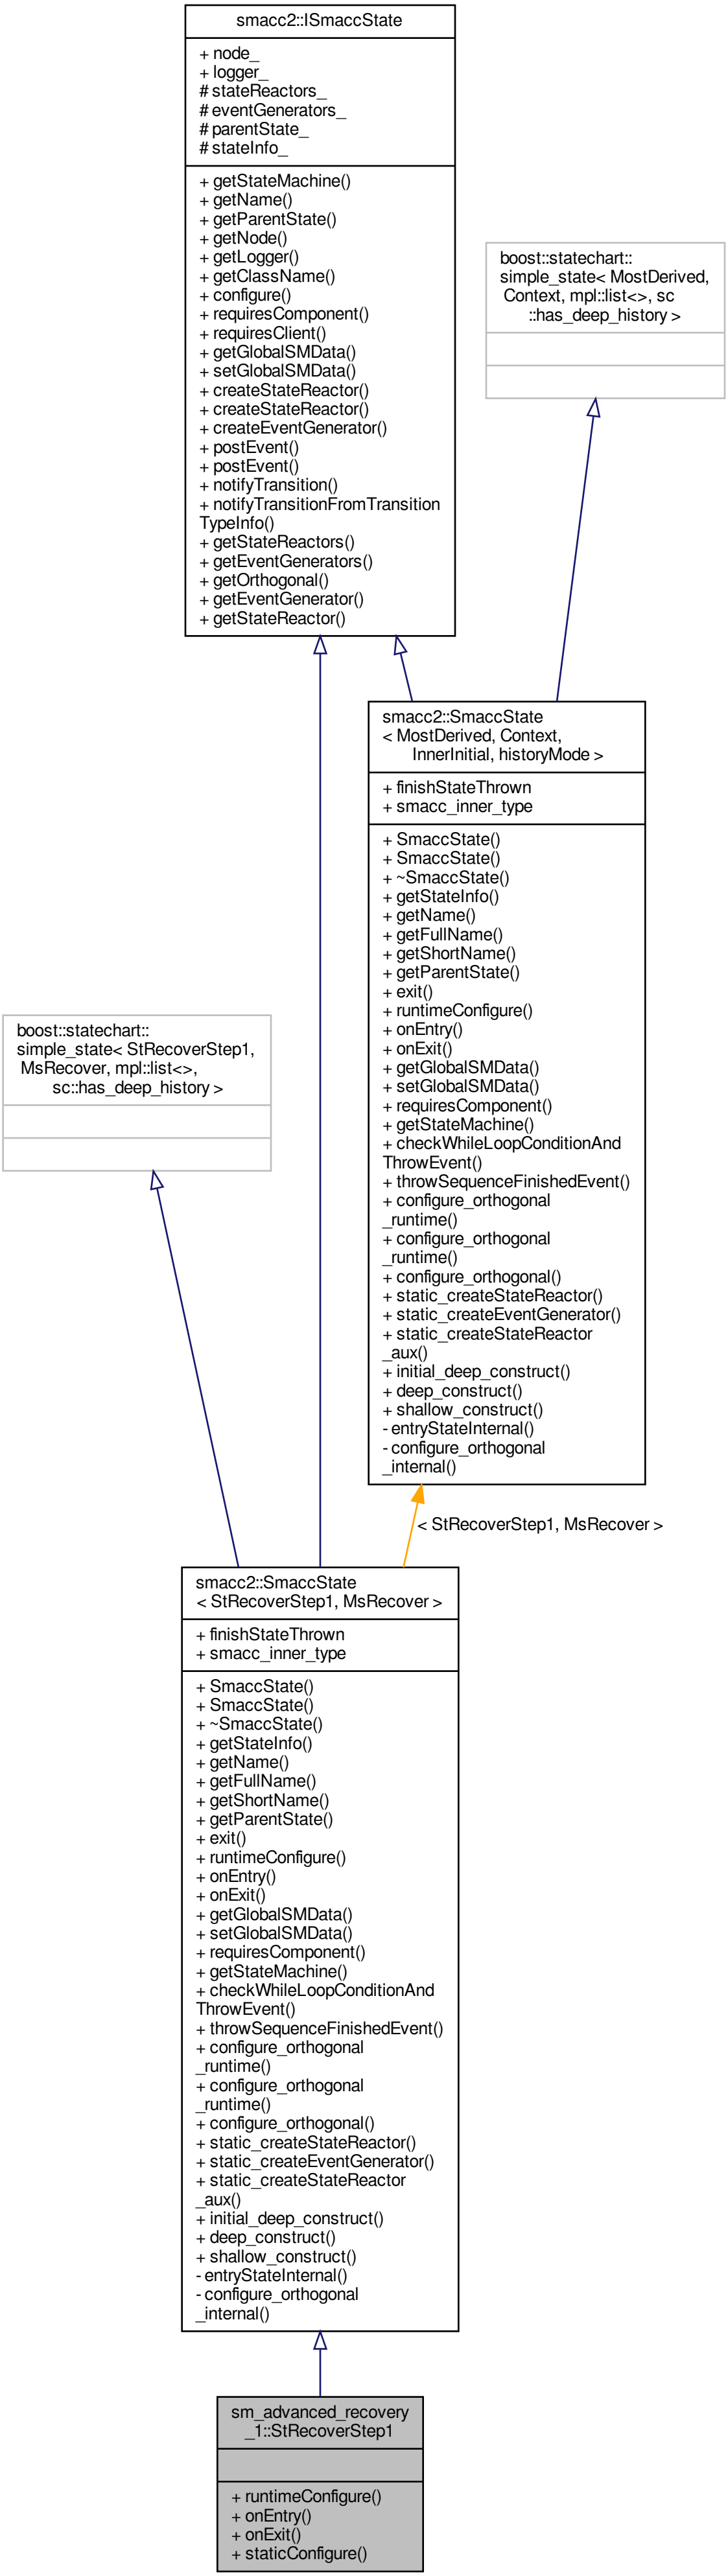 smacc2::ISmaccState
+ node_
+ logger_
# stateReactors_
# eventGenerators_
# parentState_
# stateInfo_
+ getStateMachine()
+ getName()
+ getParentState()
+ getNode()
+ getLogger()
+ getClassName()
+ configure()
+ requiresComponent()
+ requiresClient()
+ getGlobalSMData()
+ setGlobalSMData()
+ createStateReactor()
+ createStateReactor()
+ createEventGenerator()
+ postEvent()
+ postEvent()
+ notifyTransition()
+ notifyTransitionFromTransition
TypeInfo()
+ getStateReactors()
+ getEventGenerators()
+ getOrthogonal()
+ getEventGenerator()
+ getStateReactor()
boost::statechart::
simple_state< MostDerived,
Context, mpl::list<>, sc
::has_deep_history >
smacc2::SmaccState
< MostDerived, Context,
InnerInitial, historyMode >
+ finishStateThrown
+ smacc_inner_type
+ SmaccState()
+ SmaccState()
+ ~SmaccState()
+ getStateInfo()
+ getName()
+ getFullName()
+ getShortName()
+ getParentState()
+ exit()
+ runtimeConfigure()
+ onEntry()
+ onExit()
+ getGlobalSMData()
+ setGlobalSMData()
+ requiresComponent()
+ getStateMachine()
+ checkWhileLoopConditionAnd
ThrowEvent()
+ throwSequenceFinishedEvent()
+ configure_orthogonal
_runtime()
+ configure_orthogonal
_runtime()
+ configure_orthogonal()
+ static_createStateReactor()
+ static_createEventGenerator()
+ static_createStateReactor
_aux()
+ initial_deep_construct()
+ deep_construct()
+ shallow_construct()
- entryStateInternal()
- configure_orthogonal
_internal()
boost::statechart::
simple_state< StRecoverStep1,
MsRecover, mpl::list<>,
sc::has_deep_history >
< StRecoverStep1, MsRecover >
smacc2::SmaccState
< StRecoverStep1, MsRecover >
+ finishStateThrown
+ smacc_inner_type
+ SmaccState()
+ SmaccState()
+ ~SmaccState()
+ getStateInfo()
+ getName()
+ getFullName()
+ getShortName()
+ getParentState()
+ exit()
+ runtimeConfigure()
+ onEntry()
+ onExit()
+ getGlobalSMData()
+ setGlobalSMData()
+ requiresComponent()
+ getStateMachine()
+ checkWhileLoopConditionAnd
ThrowEvent()
+ throwSequenceFinishedEvent()
+ configure_orthogonal
_runtime()
+ configure_orthogonal
_runtime()
+ configure_orthogonal()
+ static_createStateReactor()
+ static_createEventGenerator()
+ static_createStateReactor
_aux()
+ initial_deep_construct()
+ deep_construct()
+ shallow_construct()
- entryStateInternal()
- configure_orthogonal
_internal()
sm_advanced_recovery
_1::StRecoverStep1
+ runtimeConfigure()
+ onEntry()
+ onExit()
+ staticConfigure()